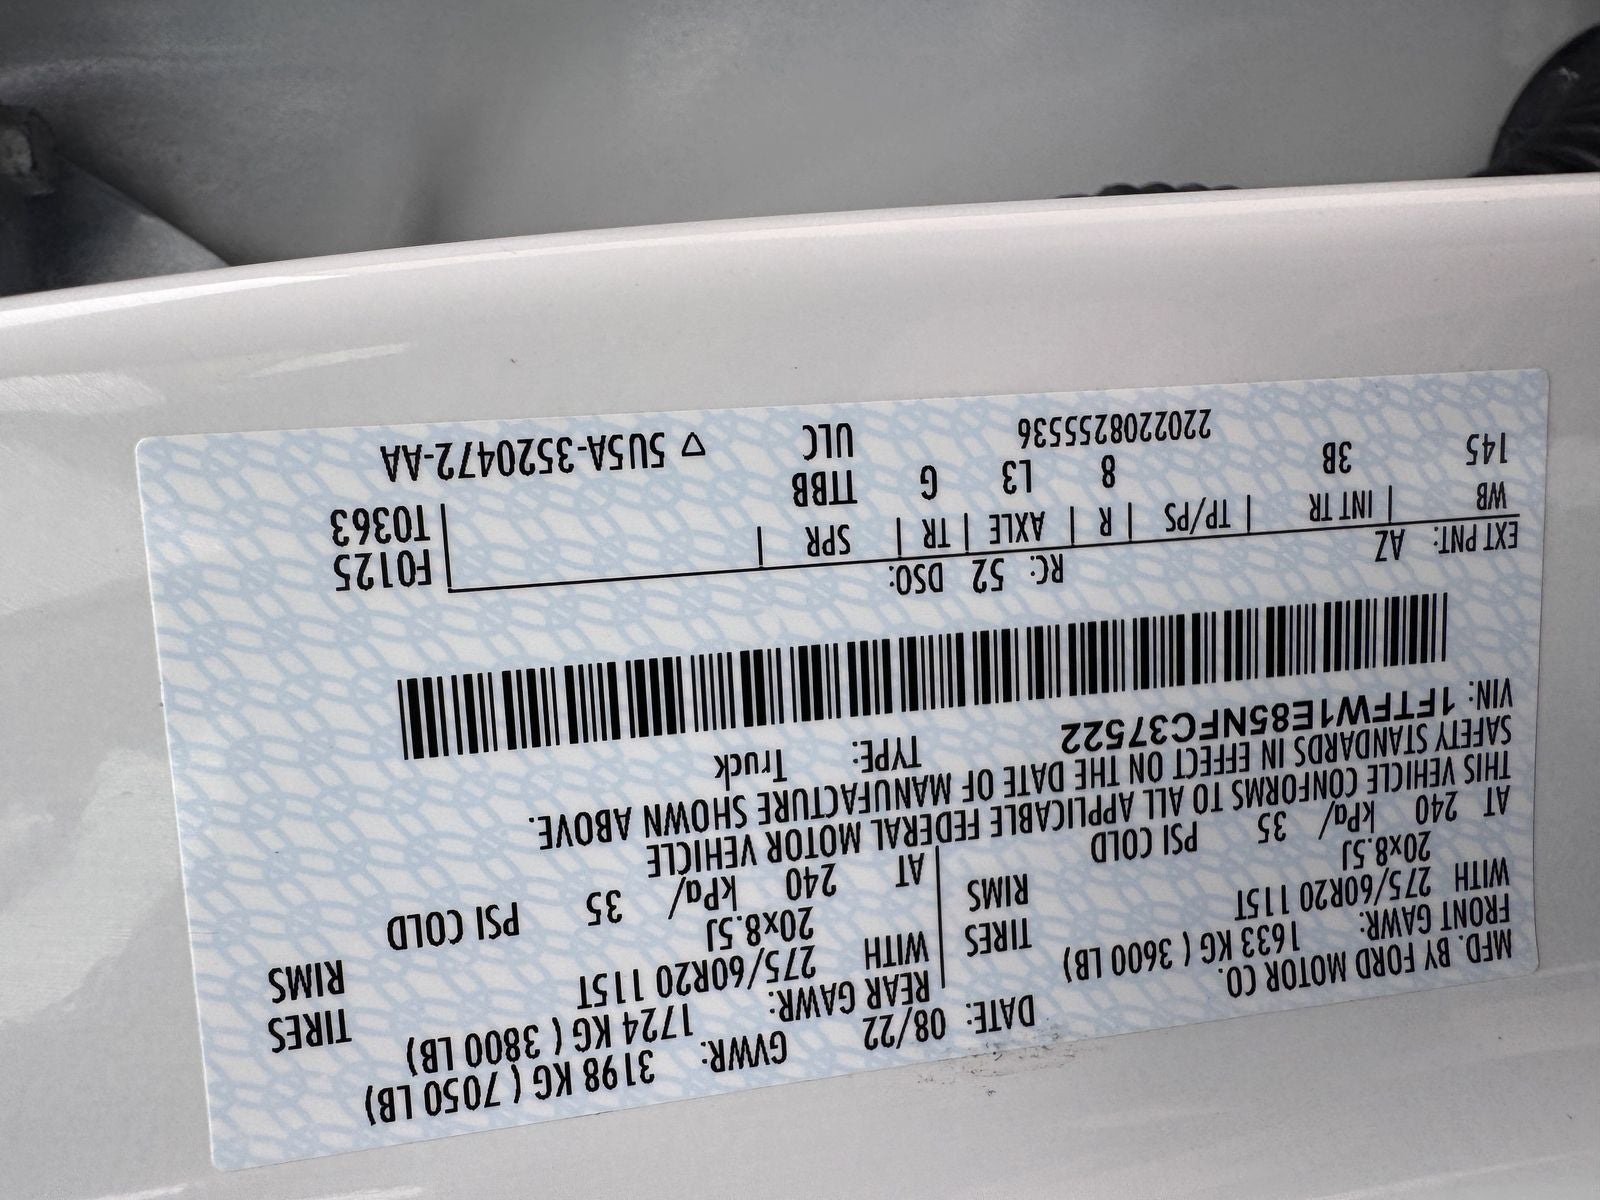 MFD. BY FORD MOTOR CO.
DATE: 08/22 GVWR: 3198 KG ( 7050 LB)
FRONT GAWR: 1633 KG ( 3600 LB) REAR GAWR: 1724 KG ( 3800 LB)
WITH 275/60R20 115T TIRES WITH 275/60R20 115T TIRES
20x8.5J RIMS 20x8.5J RIMS
AT 240 kPa/ 35 PSI COLD AT 240 kPa/ 35 PSI COLD
THIS VEHICLE CONFORMS TO ALL APPLICABLE FEDERAL MOTOR VEHICLE
SAFETY STANDARDS IN EFFECT ON THE DATE OF MANUFACTURE SHOWN ABOVE.
VIN: 1FTFW1E85NFC37522 TYPE: Truck
EXT PNT: AZ RC: 52 DSO: F0125
WB | INT TR | TP/PS | R | AXLE | TR | SPR | T0363
145 3B 8 L3 G TTBB
220220825536 ULC ▽ 5U5A-3520472-AA